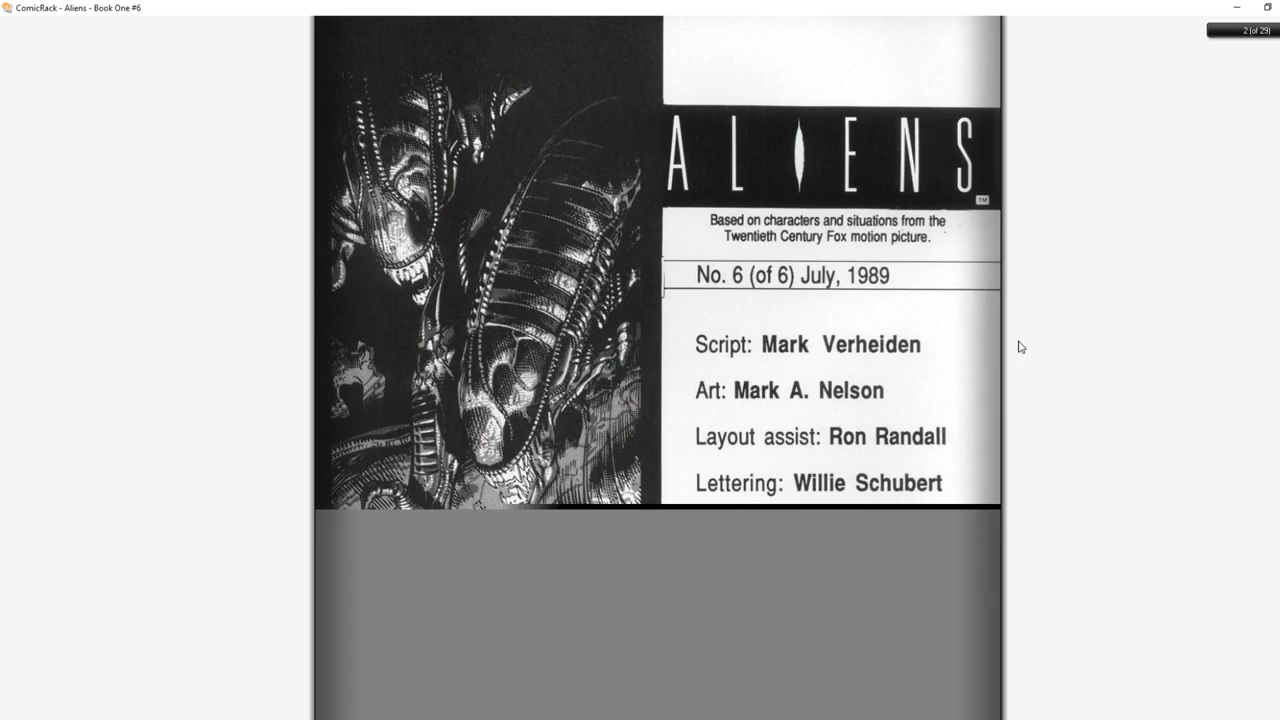 ComicRack - Aliens - Book One #6
2 (of 29)
ALIENS
TM
Based on characters and situations from the
Twentieth Century Fox motion picture.
No. 6 (of 6) July, 1989
Script: Mark Verheiden
Art: Mark A. Nelson
Layout assist: Ron Randall
Lettering: Willie Schubert